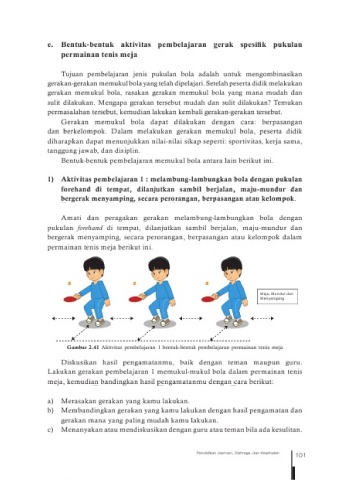 c. Bentuk-bentuk aktivitas pembelajaran gerak spesifik pukulan
permainan tenis meja
Tujuan pembelajaran jenis pukulan bola adalah untuk mengombinasikan
gerakan-gerakan memukul bola yang telah dipelajari. Setelah peserta didik melakukan
gerakan memukul bola, rasakan gerakan memukul bola yang mana mudah dan
sulit dilakukan. Mengapa gerakan tersebut mudah dan sulit dilakukan? Temukan
permasalahan tersebut, kemudian lakukan kembali gerakan-gerakan tersebut.
Gerakan memukul bola dapat dilakukan dengan cara: berpasangan
dan berkelompok. Dalam melakukan gerakan memukul bola, peserta didik
diharapkan dapat menunjukkan nilai-nilai sikap seperti: sportivitas, kerja sama,
tanggung jawab, dan disiplin.
Bentuk-bentuk pembelajaran memukul bola antara lain berikut ini.
1) Aktivitas pembelajaran 1 : melambung-lambungkan bola dengan pukulan
forehand di tempat, dilanjutkan sambil berjalan, maju-mundur dan
bergerak menyamping, secara perorangan, berpasangan atau kelompok.
Amati dan peragakan gerakan melambung-lambungkan bola dengan
pukulan forehand di tempat, dilanjutkan sambil berjalan, maju-mundur dan
bergerak menyamping, secara perorangan, berpasangan atau kelompok dalam
permainan tenis meja berikut ini.
Maju, Mundur dan
Menyamping
Gambar 2.41 Aktivitas pembelajaran 1 bentuk-bentuk pembelajaran permainan tenis meja
Diskusikan hasil pengamatanmu, baik dengan teman maupun guru.
Lakukan gerakan pembelajaran 1 memukul-mukul bola dalam permainan tenis
meja, kemudian bandingkan hasil pengamatanmu dengan cara berikut:
a) Merasakan gerakan yang kamu lakukan.
b) Membandingkan gerakan yang kamu lakukan dengan hasil pengamatan dan
gerakan mana yang paling mudah kamu lakukan.
c) Menanyakan atau mendiskusikan dengan guru atau teman bila ada kesulitan.
Pendidikan Jasmani, Olahraga, dan Kesehatan
101